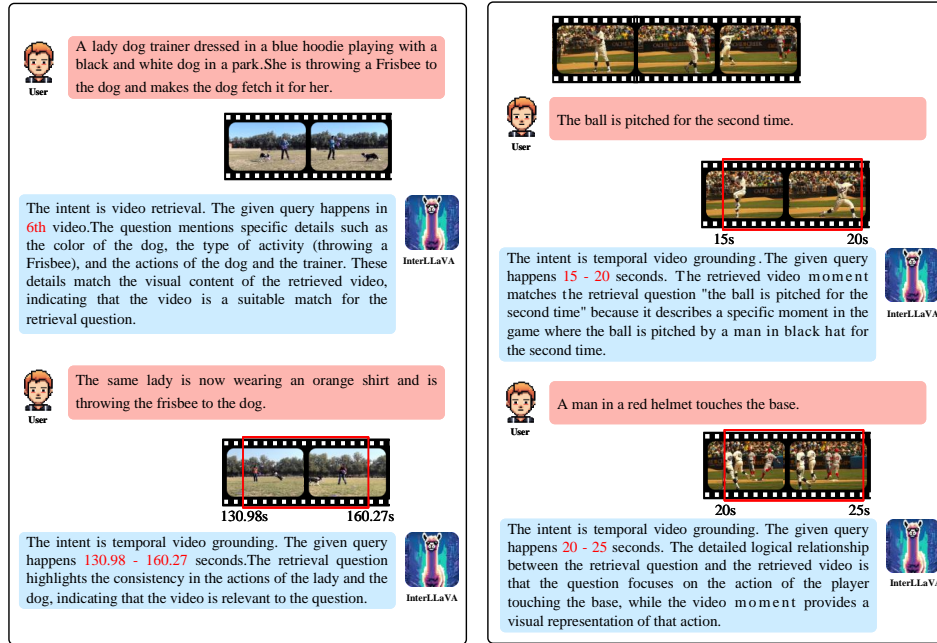 A lady dog trainer dressed in a blue hoodie playing with a
black and white dog in a park.She is throwing a Frisbee to
the dog and makes the dog fetch it for her.
User
The intent is video retrieval. The given query happens in
6th video.The question mentions specific details such as
the color of the dog, the type of activity (throwing a
Frisbee), and the actions of the dog and the trainer. These
details match the visual content of the retrieved video,
indicating that the video is a suitable match for the
retrieval question.
InterLLaVA
The same lady is now wearing an orange shirt and is
throwing the frisbee to the dog.
User
130.98s 160.27s
The intent is temporal video grounding. The given query
happens 130.98 - 160.27 seconds.The retrieval question
highlights the consistency in the actions of the lady and the
dog, indicating that the video is relevant to the question.
InterLLaVA
The ball is pitched for the second time.
User
15s 20s
The intent is temporal video grounding . The given query
happens 15 - 20 seconds. The retrieved video moment
matches the retrieval question "the ball is pitched for the
second time" because it describes a specific moment in the
game where the ball is pitched by a man in black hat for
the second time.
InterLLaVA
A man in a red helmet touches the base.
User
20s 25s
The intent is temporal video grounding. The given query
happens 20 - 25 seconds. The detailed logical relationship
between the retrieval question and the retrieved video is
that the question focuses on the action of the player
touching the base, while the video moment provides a
visual representation of that action.
InterLLaVA